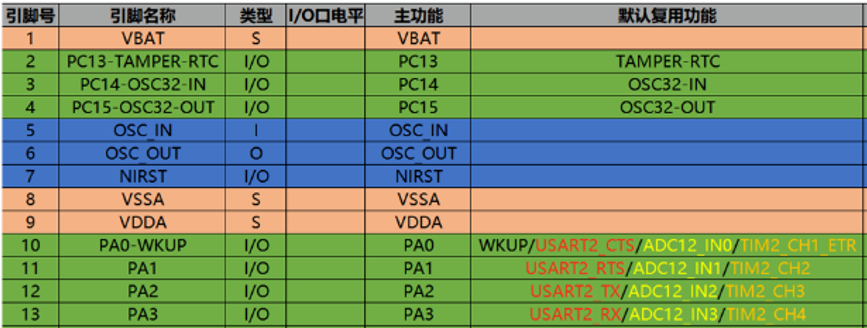 引脚号 引脚名称 类型 I/O口电平 主功能 默认复用功能
1 VBAT S VBAT
2 PC13-TAMPER-RTC I/O PC13 TAMPER-RTC
3 PC14-OSC32-IN I/O PC14 OSC32-IN
4 PC15-OSC32-OUT I/O PC15 OSC32-OUT
5 OSC_IN I OSC_IN
6 OSC_OUT O OSC_OUT
7 NIRST I/O NIRST
8 VSSA S VSSA
9 VDDA S VDDA
10 PA0-WKUP I/O PA0 WKUP/USART2_CTS/ADC12_IN0/TIM2_CH1_ETR
11 PA1 I/O PA1 USART2_RTS/ADC12_IN1/TIM2_CH2
12 PA2 I/O PA2 USART2_TX/ADC12_IN2/TIM2_CH3
13 PA3 I/O PA3 USART2_RX/ADC12_IN3/TIM2_CH4